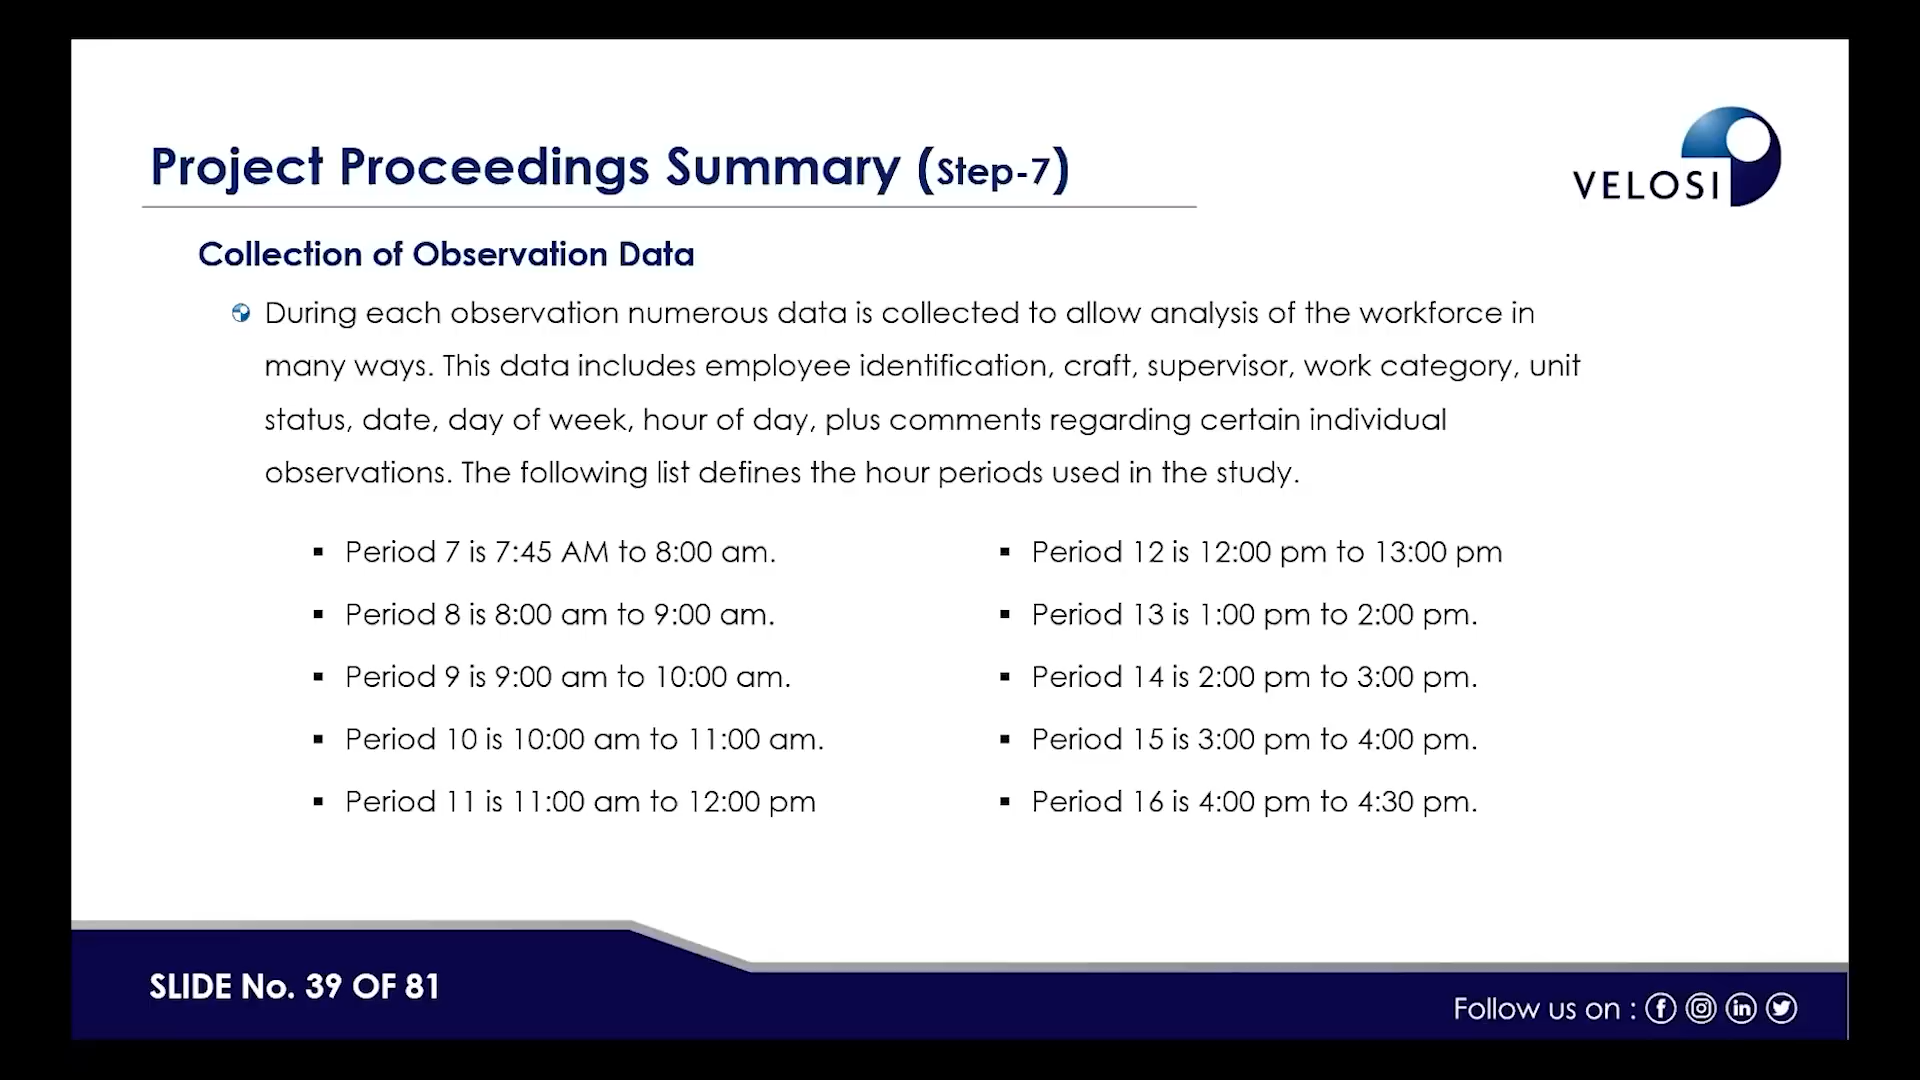 Project Proceedings Summary (Step-7)
VELOSI
Collection of Observation Data
During each observation numerous data is collected to allow analysis of the workforce in
many ways. This data includes employee identification, craft, supervisor, work category, unit
status, date, day of week, hour of day, plus comments regarding certain individual
observations. The following list defines the hour periods used in the study.
▪ Period 7 is 7:45 AM to 8:00 am.
▪ Period 8 is 8:00 am to 9:00 am.
▪ Period 9 is 9:00 am to 10:00 am.
▪ Period 10 is 10:00 am to 11:00 am.
▪ Period 11 is 11:00 am to 12:00 pm
▪ Period 12 is 12:00 pm to 13:00 pm
▪ Period 13 is 1:00 pm to 2:00 pm.
▪ Period 14 is 2:00 pm to 3:00 pm.
▪ Period 15 is 3:00 pm to 4:00 pm.
▪ Period 16 is 4:00 pm to 4:30 pm.
SLIDE No. 39 OF 81
Follow us on :